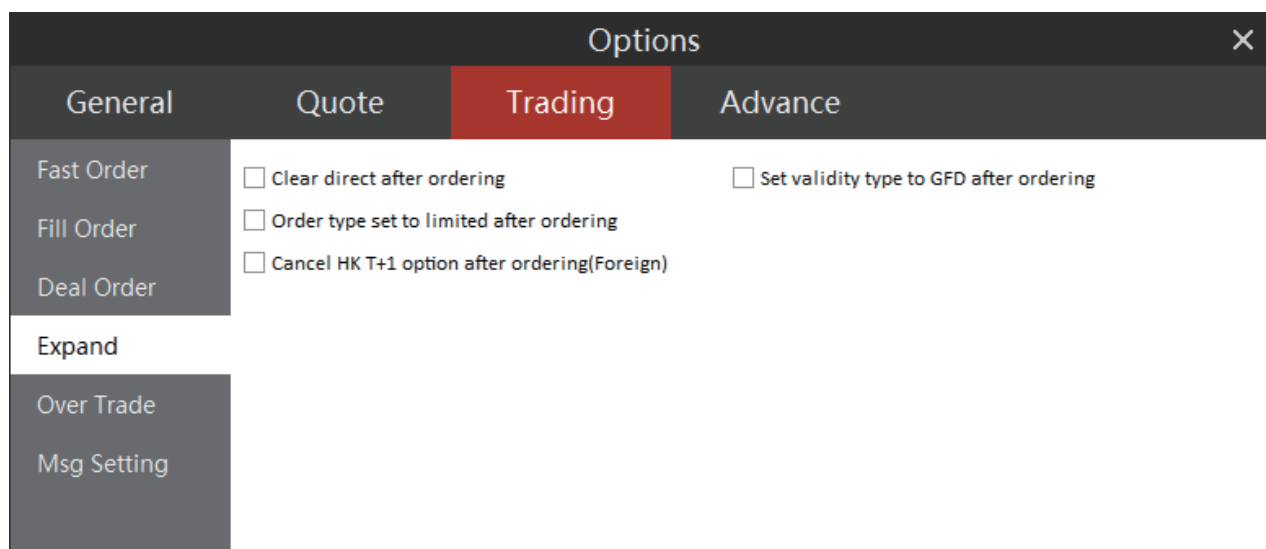 Options
General Quote Trading Advance
Fast Order
Fill Order
Deal Order
Expand
Over Trade
Msg Setting
Clear direct after ordering
Set validity type to GFD after ordering
Order type set to limited after ordering
Cancel HK T+1 option after ordering(Foreign)